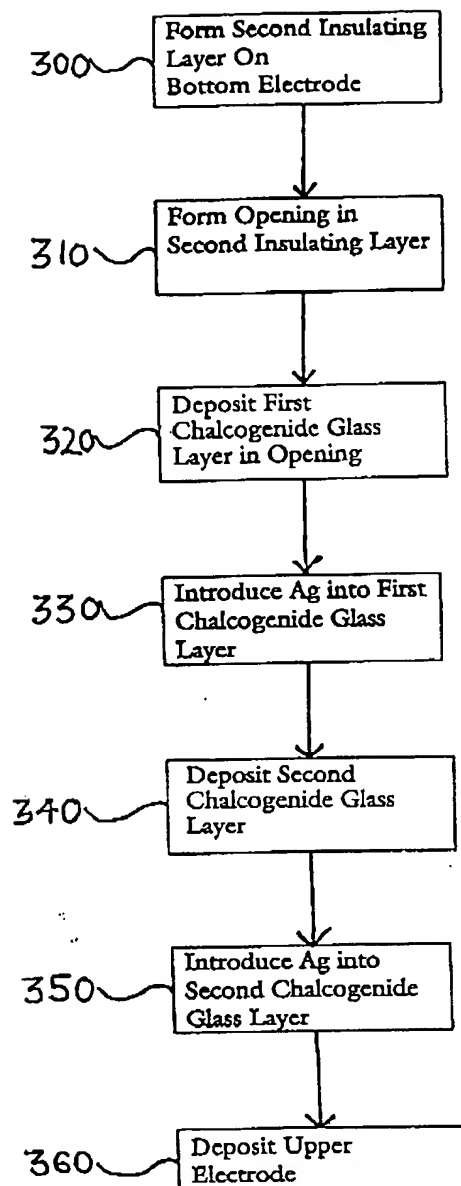 300
Form Second Insulating
Layer On
Bottom Electrode
310
Form Opening in
Second Insulating Layer
320
Deposit First
Chalcogenide Glass
Layer in Opening
330
Introduce Ag into First
Chalcogenide Glass
Layer
340
Deposit Second
Chalcogenide Glass
Layer
350
Introduce Ag into
Second Chalcogenide
Glass Layer
360
Deposit Upper
Electrode